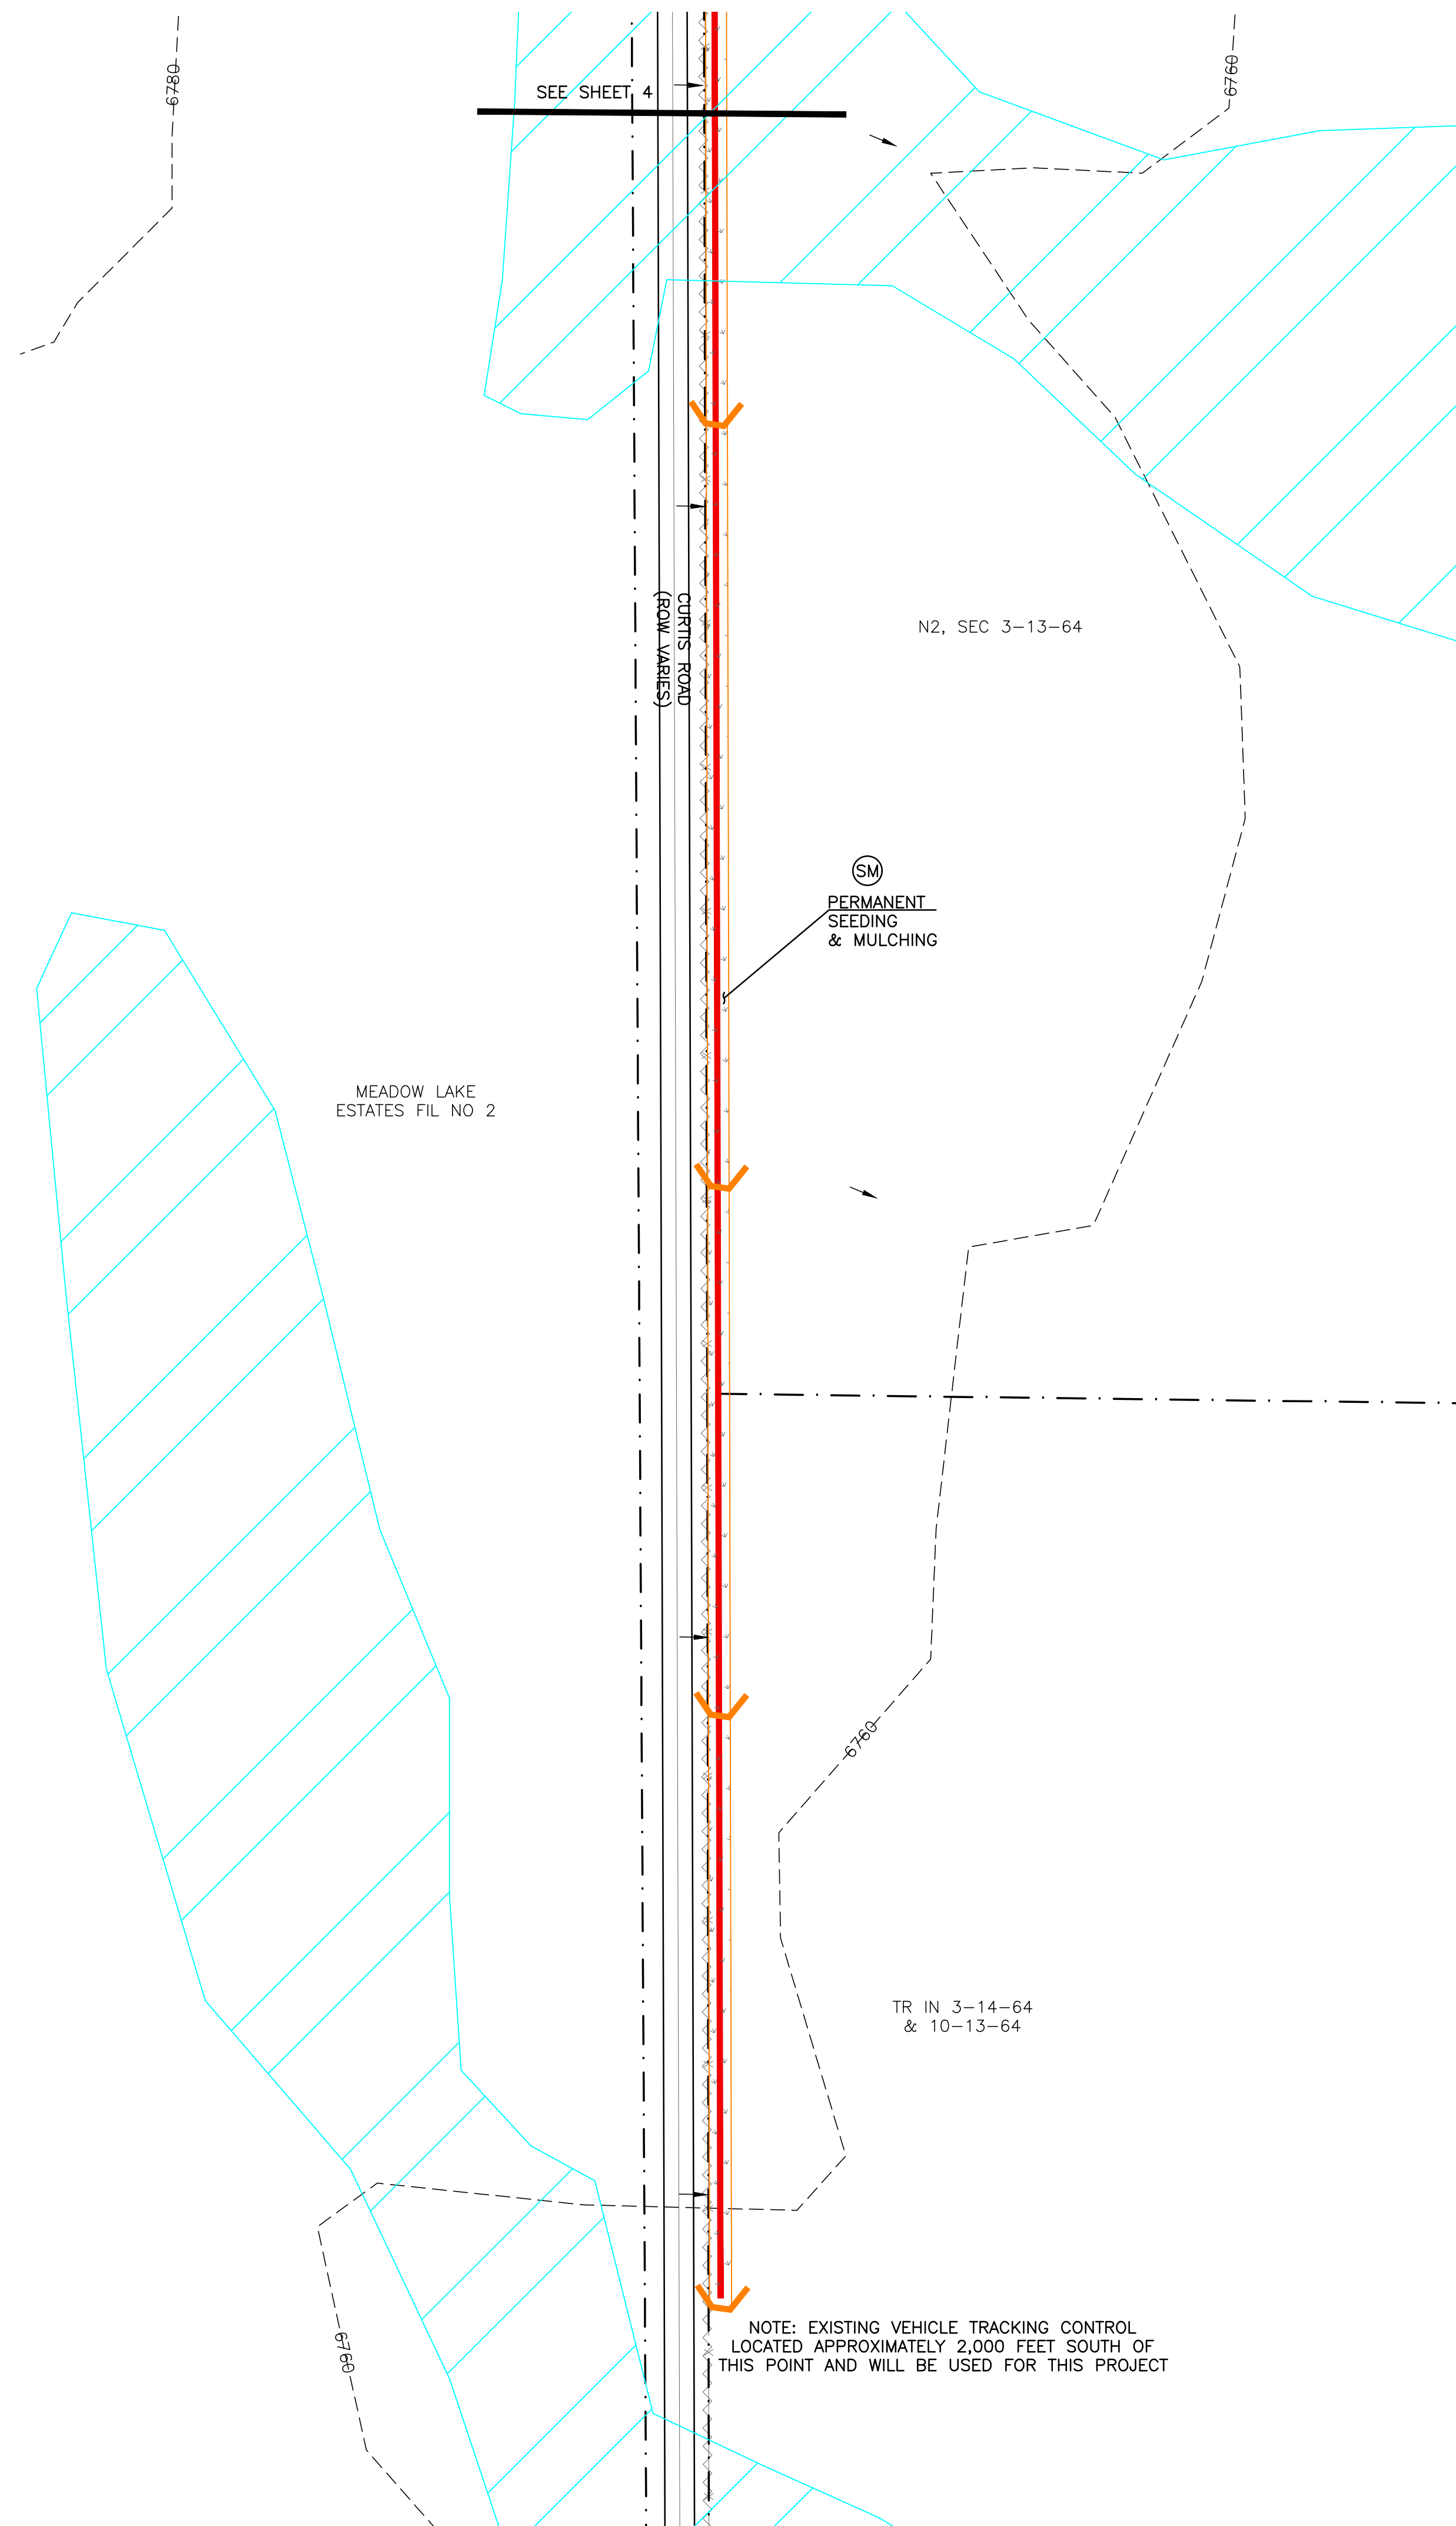 6780
6760
SEE SHEET 4
CURTIS ROAD
(ROW VARIES)
N2, SEC 3-13-64
SM
PERMANENT
SEEDING
& MULCHING
MEADOW LAKE
ESTATES FIL NO 2
6760
TR IN 3-14-64
& 10-13-64
NOTE: EXISTING VEHICLE TRACKING CONTROL
LOCATED APPROXIMATELY 2,000 FEET SOUTH OF
THIS POINT AND WILL BE USED FOR THIS PROJECT
6760